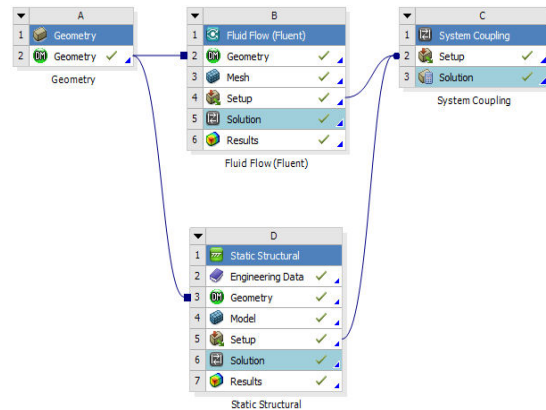 A
1 Geometry
2 Geometry
Geometry
B
1 Fluid Flow (Fluent)
2 Geometry
3 Mesh
4 Setup
5 Solution
6 Results
Fluid Flow (Fluent)
C
1 System Coupling
2 Setup
3 Solution
System Coupling
D
1 Static Structural
2 Engineering Data
3 Geometry
4 Model
5 Setup
6 Solution
7 Results
Static Structural